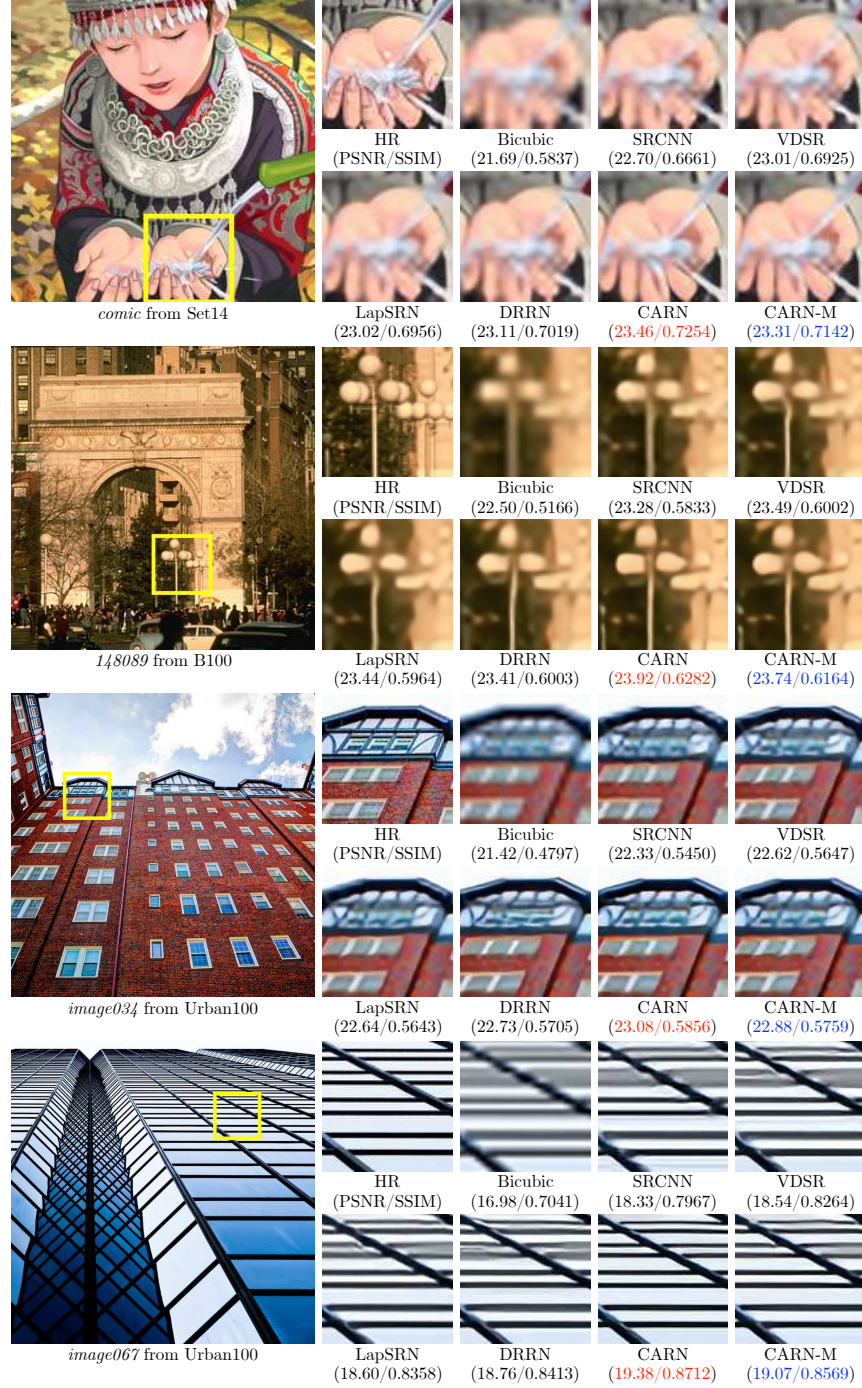 HR Bicubic SRCNN VDSR
(PSNR/SSIM) (21.69/0.5837) (22.70/0.6661) (23.01/0.6925)
LapSRN DRRN CARN CARN-M
comic from Set14 (23.02/0.6956) (23.11/0.7019) (23.46/0.7254) (23.31/0.7142)
HR Bicubic SRCNN VDSR
(PSNR/SSIM) (22.50/0.5166) (23.28/0.5833) (23.49/0.6002)
LapSRN DRRN CARN CARN-M
148089 from B100 (23.44/0.5964) (23.41/0.6003) (23.92/0.6282) (23.74/0.6164)
HR Bicubic SRCNN VDSR
(PSNR/SSIM) (21.42/0.4797) (22.33/0.5450) (22.62/0.5647)
LapSRN DRRN CARN CARN-M
image034 from Urban100 (22.64/0.5643) (22.73/0.5705) (23.08/0.5856) (22.88/0.5759)
HR Bicubic SRCNN VDSR
(PSNR/SSIM) (16.98/0.7041) (18.33/0.7967) (18.54/0.8264)
LapSRN DRRN CARN CARN-M
image067 from Urban100 (18.60/0.8358) (18.76/0.8413) (19.38/0.8712) (19.07/0.8569)